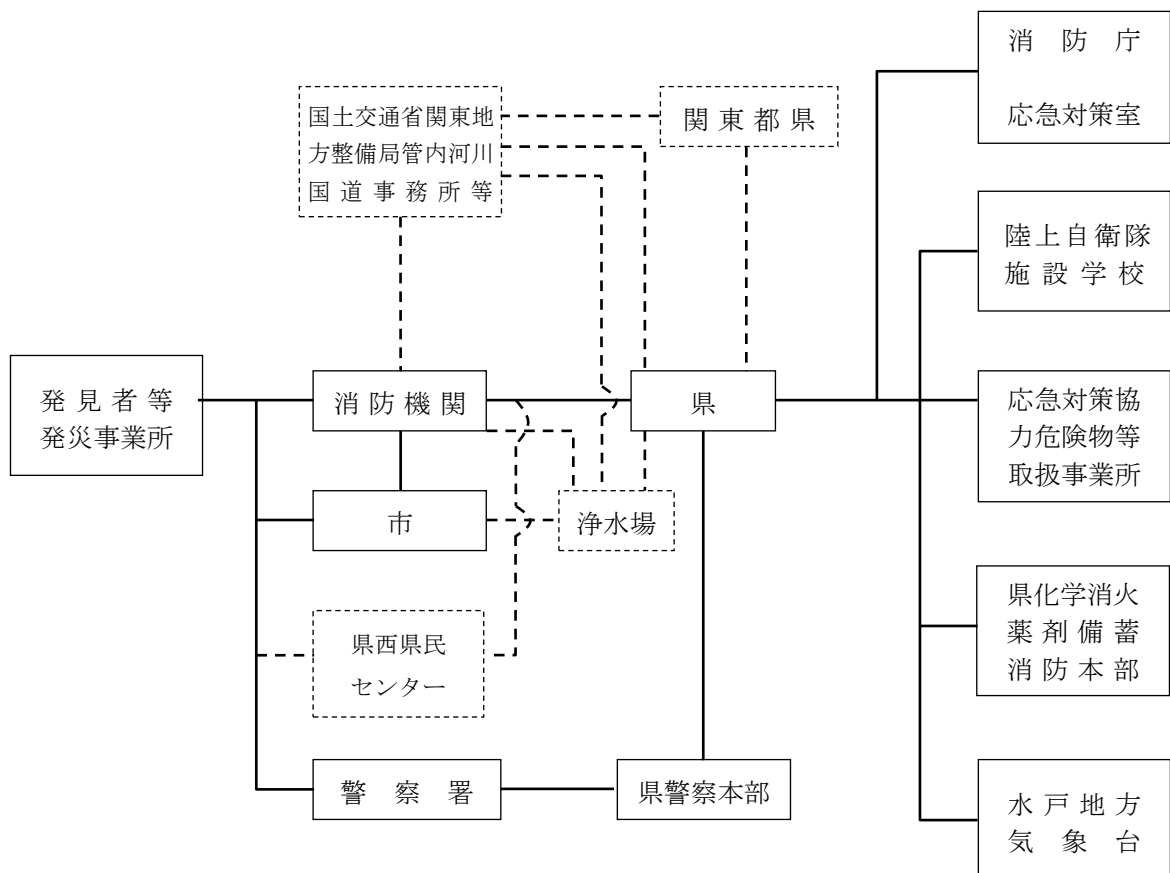 消防庁
応急対策室
国土交通省関東地
方整備局管内河川
国道事務所等
関東都県
陸上自衛隊
施設学校
発見者等
発災事業所
消防機関
県
応急対策協
力危険物等
取扱事業所
市
浄水場
県西県民
センター
県化学消火
薬剤備蓄
消防本部
警察署
県警察本部
水戸地方
気象台